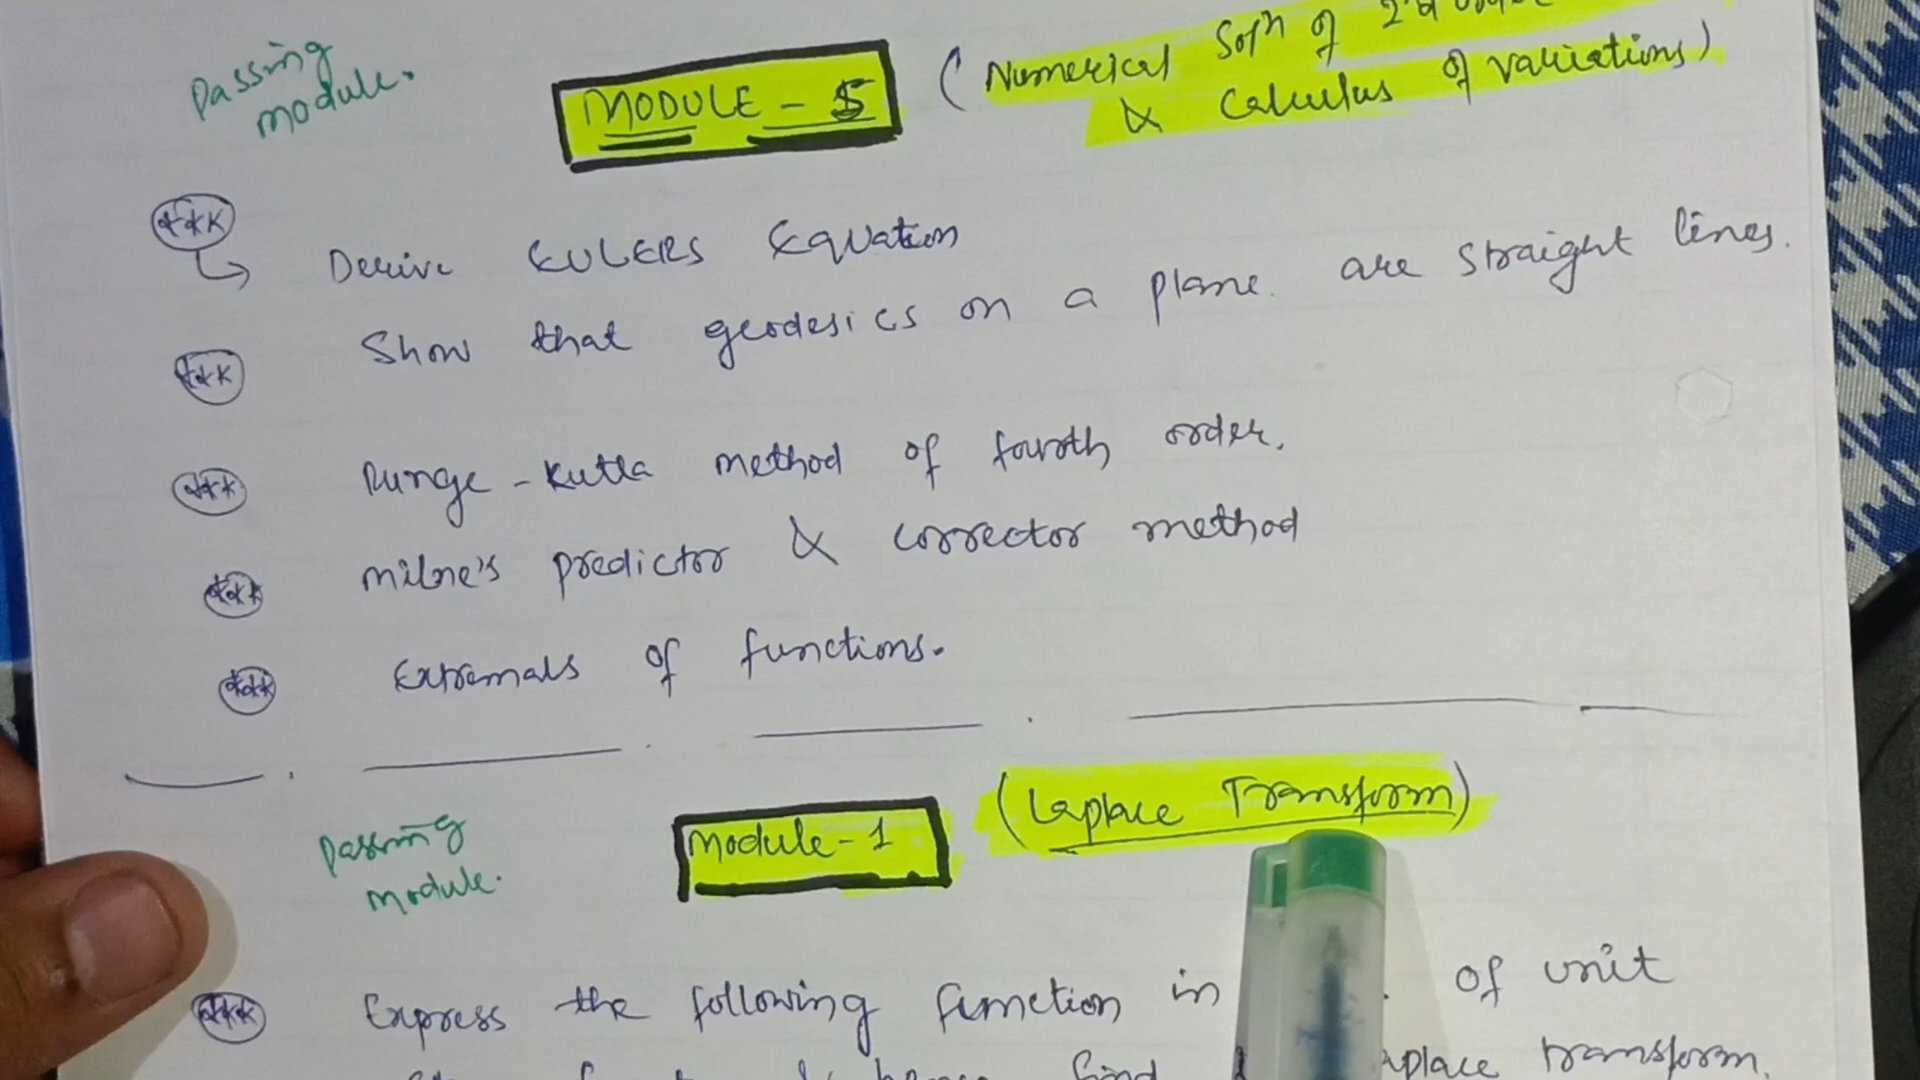 Passing
module.
MODULE - 5
(Numerical Solⁿ of 2ⁿᵈ
& Calculus of variations)
*** Derive EULERS Equation
*** Show that geodesics on a plane. are straight lines.
*** Runge-Kutta method of fourth order.
*** milne's predictor & corrector method
*** Extremals of functions.
Passing
module.
Module-1 (Laplace Transform)
*** Express the following function in of unit
find transform.